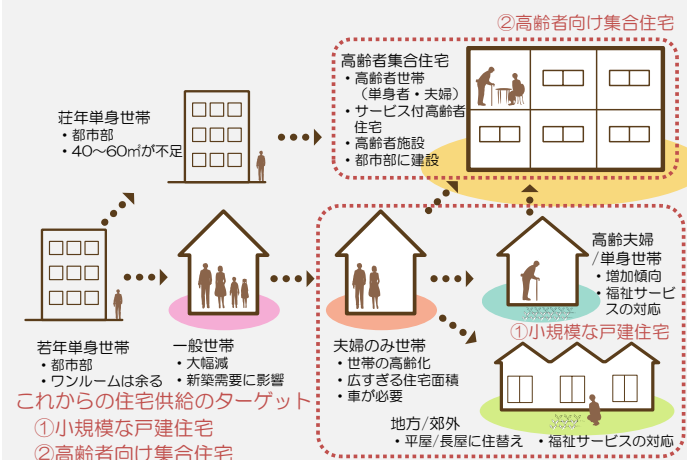 ②高齢者向け集合住宅
高齢者集合住宅
・高齢者世帯
（単身者・夫婦）
・サービス付高齢者
住宅
・高齢者施設
・都市部に建設
荘年単身世帯
・都市部
・40～60㎡が不足
高齢夫婦
/単身世帯
・増加傾向
・福祉サービ
スの対応
①小規模な戸建住宅
若年単身世帯
・都市部
・ワンルームは余る
一般世帯
・大幅減
・新築需要に影響
夫婦のみ世帯
・世帯の高齢化
・広すぎる住宅面積
・車が必要
地方/郊外
・平屋/長屋に住替え ・福祉サービスの対応
これからの住宅供給のターゲット
①小規模な戸建住宅
②高齢者向け集合住宅